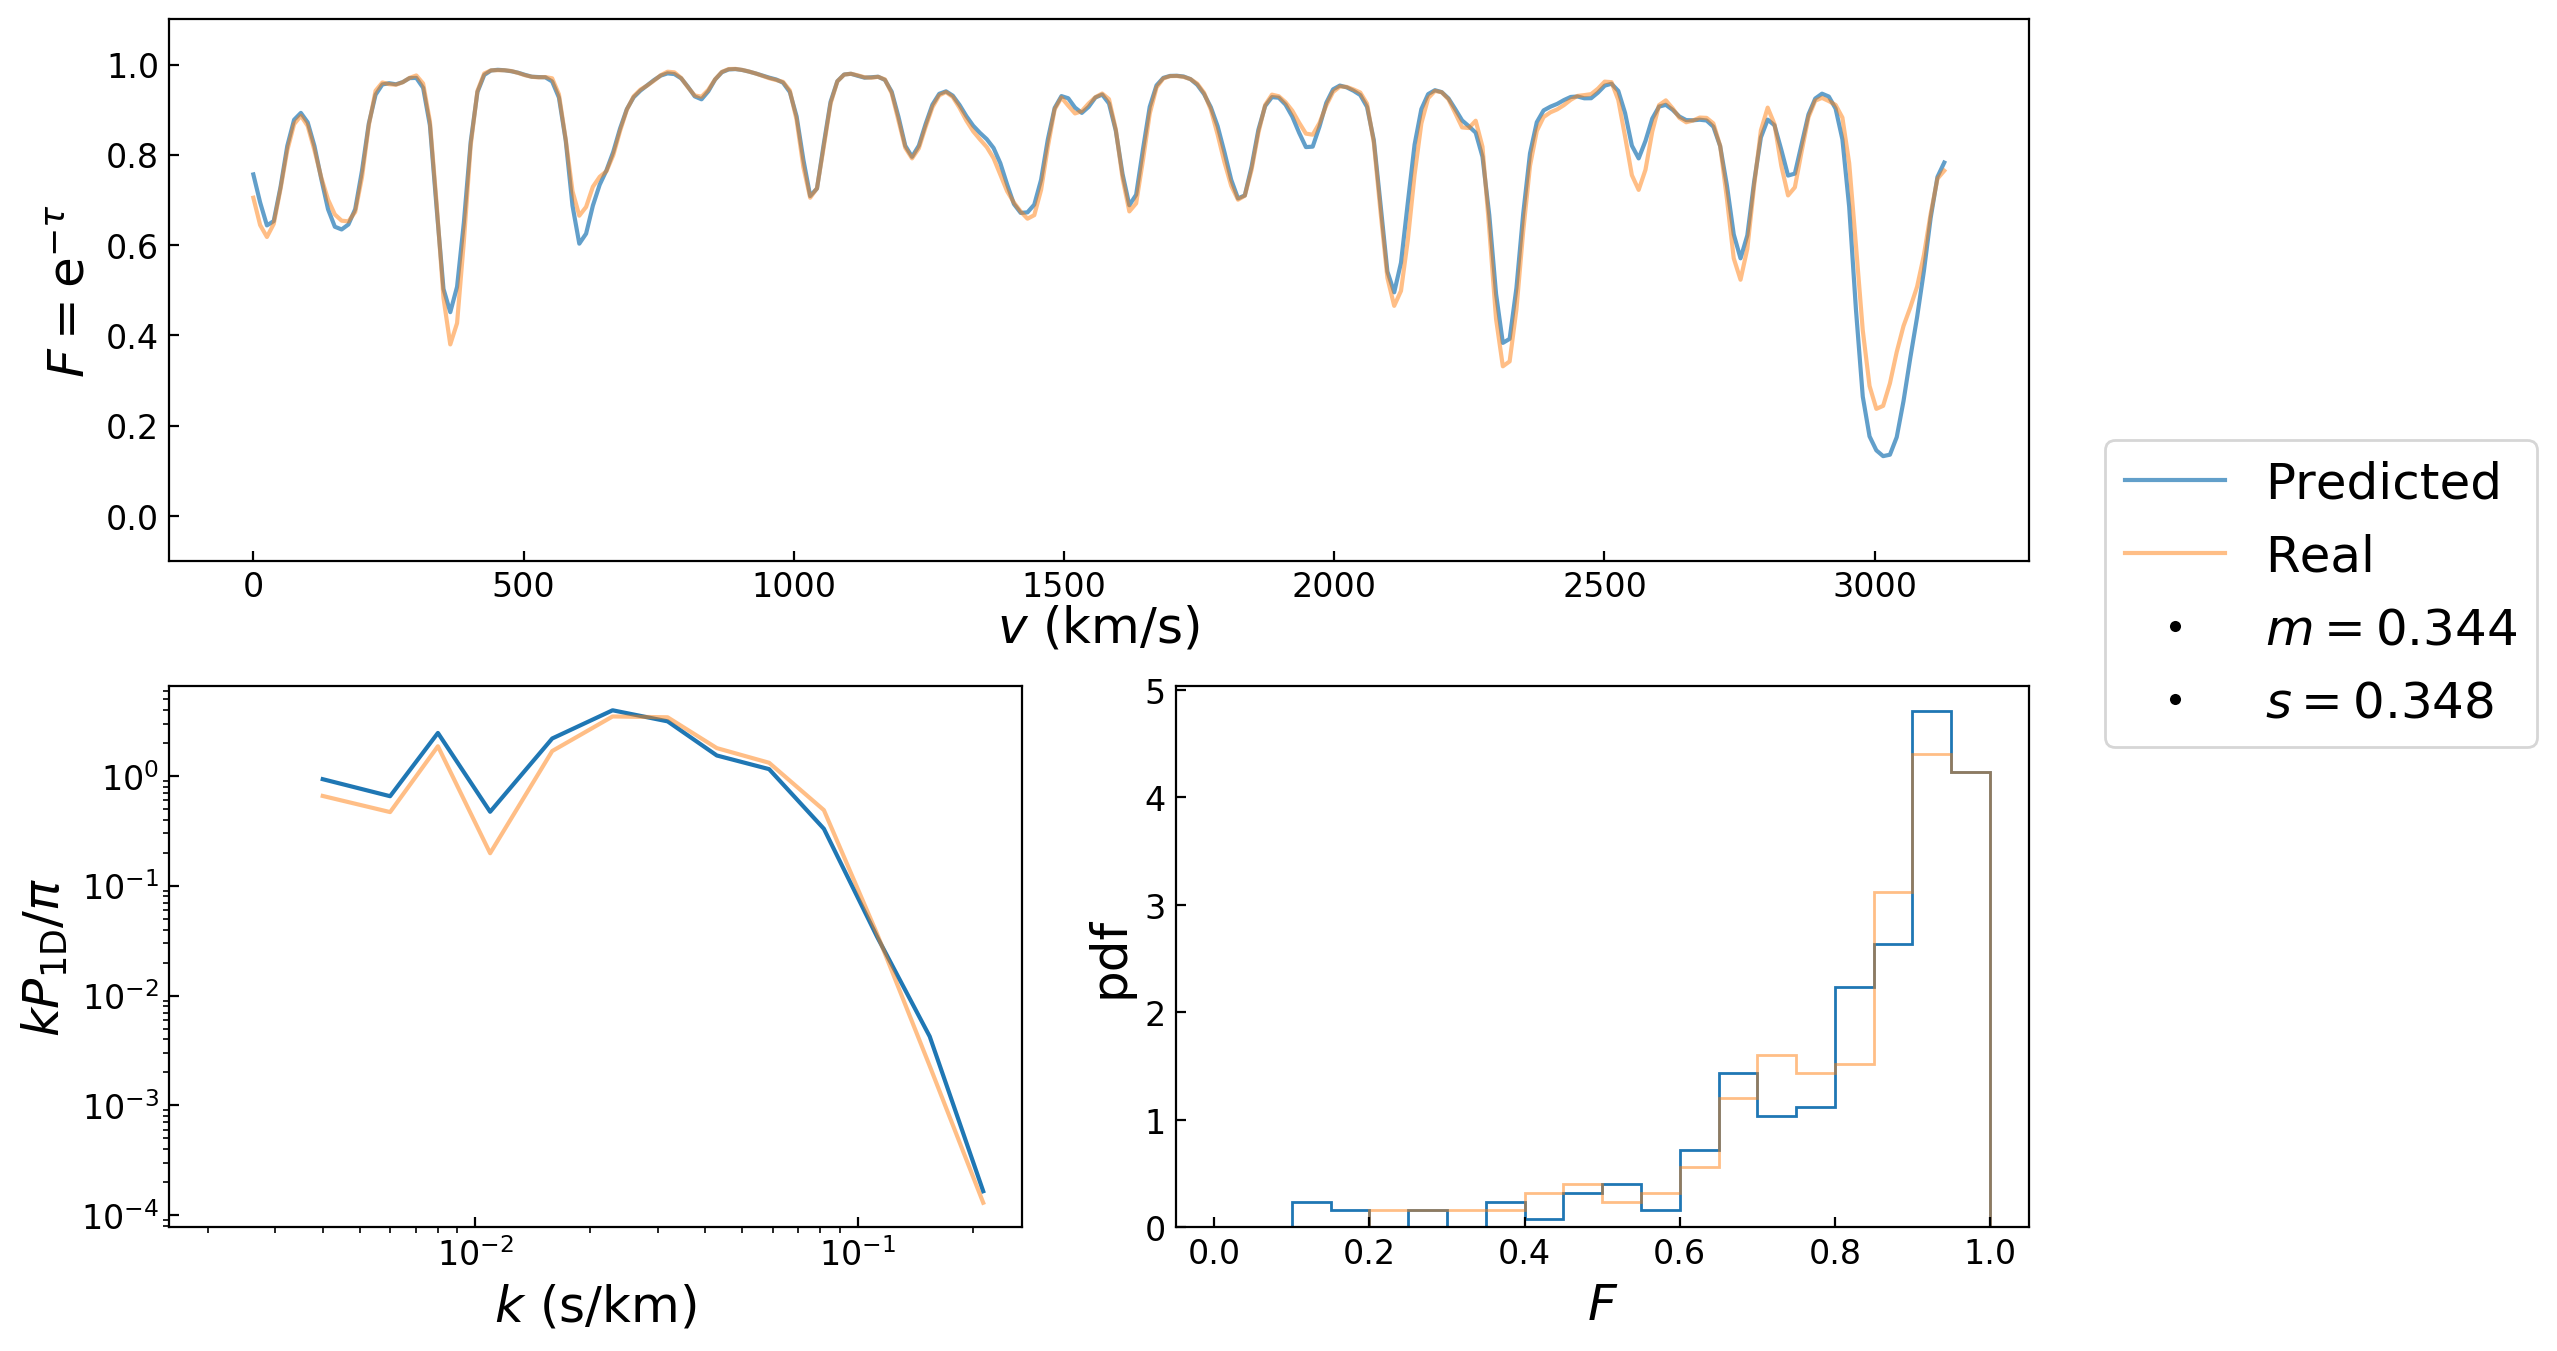 1.0
0.8
0.6
0.4
0.2
0.0
F = e^{−τ}
0 500 1000 1500 2000 2500 3000
v (km/s)
Predicted
Real
m = 0.344
s = 0.348
10^0
10^{−1}
10^{−2}
10^{−3}
10^{−4}
kP_{1D}/π
10^{−2} 10^{−1}
k (s/km)
5
4
3
2
1
0
pdf
0.0 0.2 0.4 0.6 0.8 1.0
F